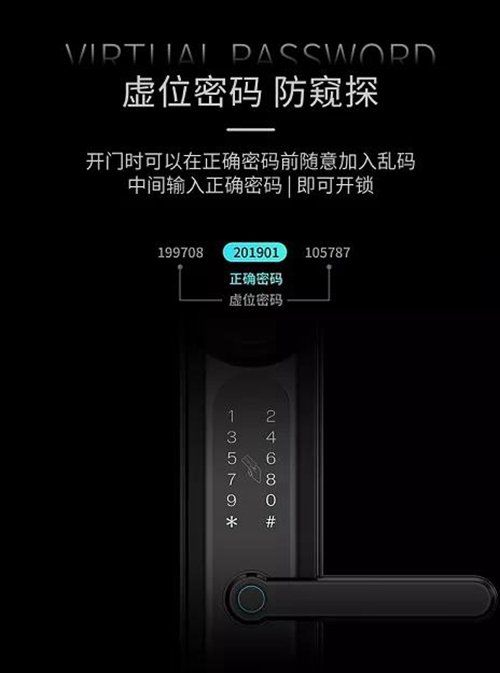 VIRTUAL PASSWORD
虚位密码 防窥探
开门时可以在正确密码前随意加入乱码
中间输入正确密码|即可开锁
199708 201901 105787
正确密码
虚位密码
1 2
3 4
5 6
7 8
9 0
* #